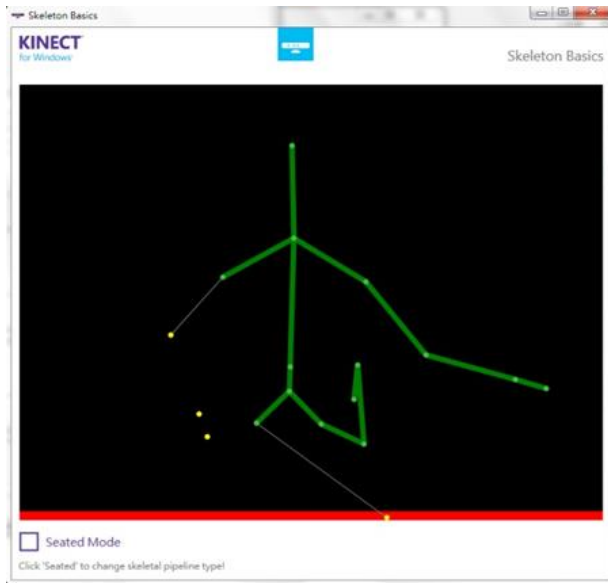 Skeleton Basics
KINECT
for Windows
Skeleton Basics
Seated Mode
Click 'Seated' to change skeletal pipeline type!